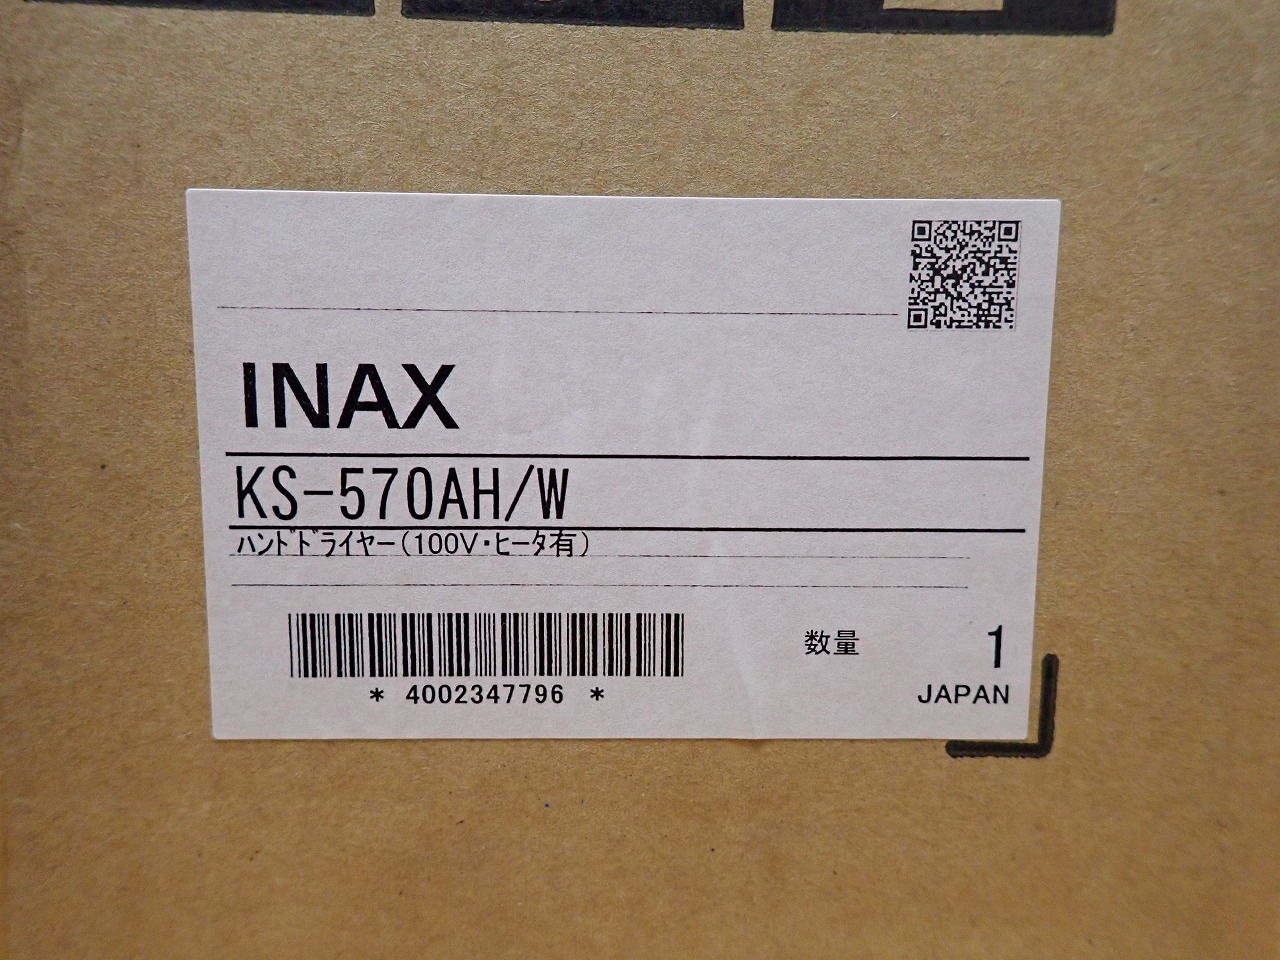 INAX
KS-570AH/W
ﾊﾝﾄﾞﾄﾞﾗｲﾔｰ(100V･ﾋｰﾀ有)
* 4002347796 *
数量 1
JAPAN